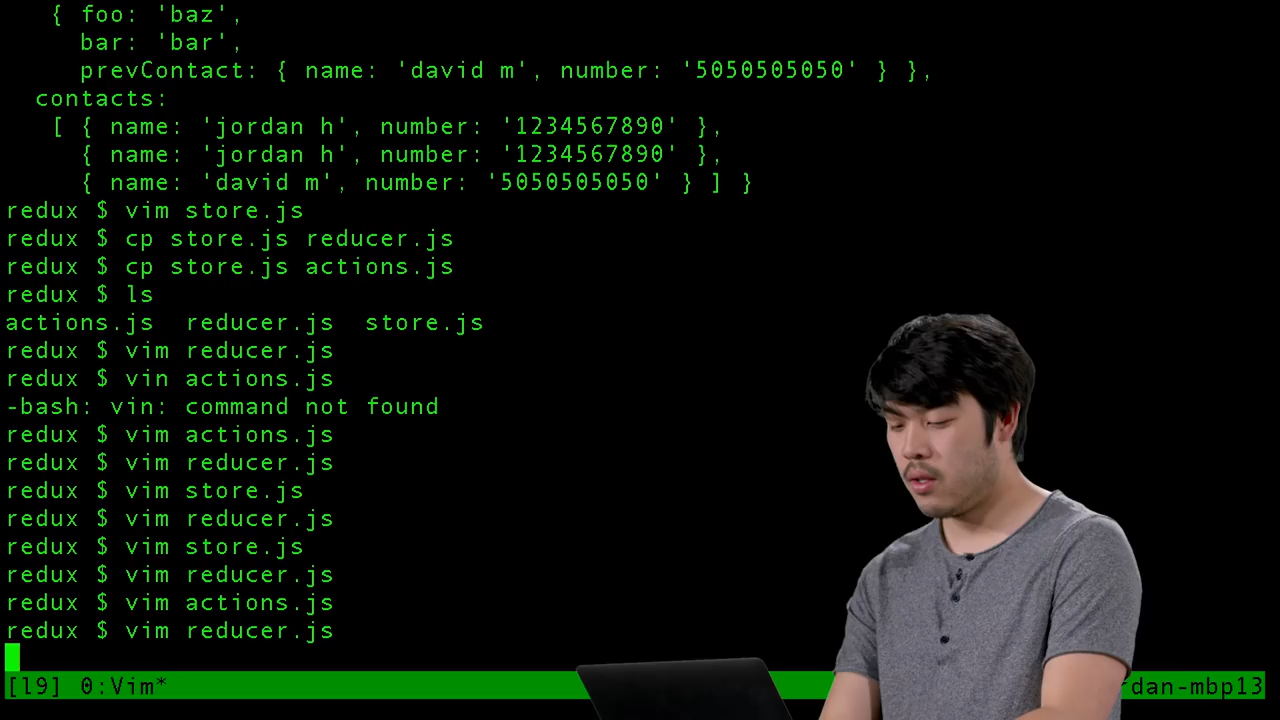 { foo: 'baz',
bar: 'bar',
prevContact: { name: 'david m', number: '5050505050' } },
contacts:
[ { name: 'jordan h', number: '1234567890' },
{ name: 'jordan h', number: '1234567890' },
{ name: 'david m', number: '5050505050' } ] }
redux $ vim store.js
redux $ cp store.js reducer.js
redux $ cp store.js actions.js
redux $ ls
actions.js reducer.js store.js
redux $ vim reducer.js
redux $ vin actions.js
-bash: vin: command not found
redux $ vim actions.js
redux $ vim reducer.js
redux $ vim store.js
redux $ vim reducer.js
redux $ vim store.js
redux $ vim reducer.js
redux $ vim actions.js
redux $ vim reducer.js
[l9] 0:Vim* rdan-mbp13